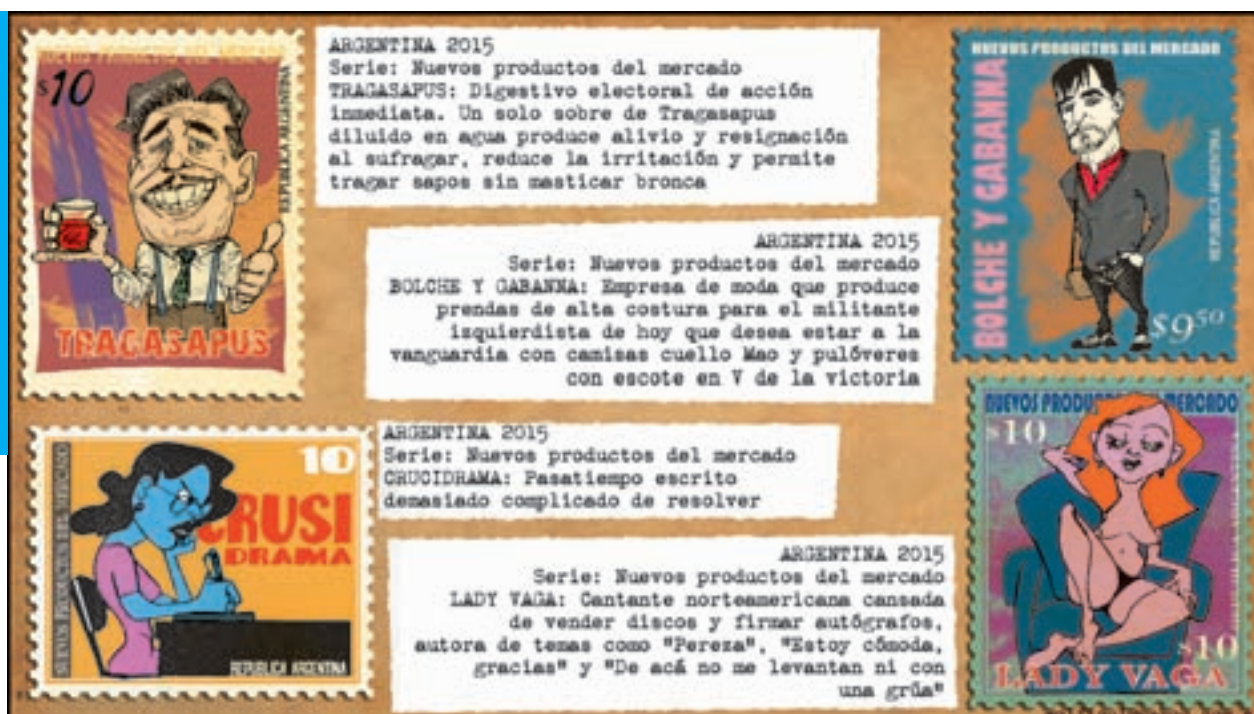 $10
REPUBLICA ARGENTINA
TRAGASAPUS
ARGENTINA 2015
Serie: Nuevos productos del mercado
TRAGASAPUS: Digestivo electoral de acción
inmediata. Un solo sobre de Tragasapus
diluido en agua produce alivio y resignación
al sufragar, reduce la irritación y permite
tragar sapos sin masticar bronca
NUEVOS PRODUCTOS DEL MERCADO
BOLCHE Y GABANNA
REPUBLICA ARGENTINA
$9⁵⁰
ARGENTINA 2015
Serie: Nuevos productos del mercado
BOLCHE Y GABANNA: Empresa de moda que produce
prendas de alta costura para el militante
izquierdista de hoy que desea estar a la
vanguardia con camisas cuello Mao y pulóveres
con escote en V de la victoria
NUEVOS PRODUCTOS DEL MERCADO
10
CRUSI
DRAMA
REPUBLICA ARGENTINA
ARGENTINA 2015
Serie: Nuevos productos del mercado
CRUCIDRAMA: Pasatiempo escrito
demasiado complicado de resolver
ARGENTINA 2015
Serie: Nuevos productos del mercado
LADY VAGA: Cantante norteamericana cansada
de vender discos y firmar autógrafos,
autora de temas como "Pereza", "Estoy cómoda,
gracias" y "De acá no me levantan ni con
una grúa"
NUEVOS MERCADO
$10
$10
LADY VAGA